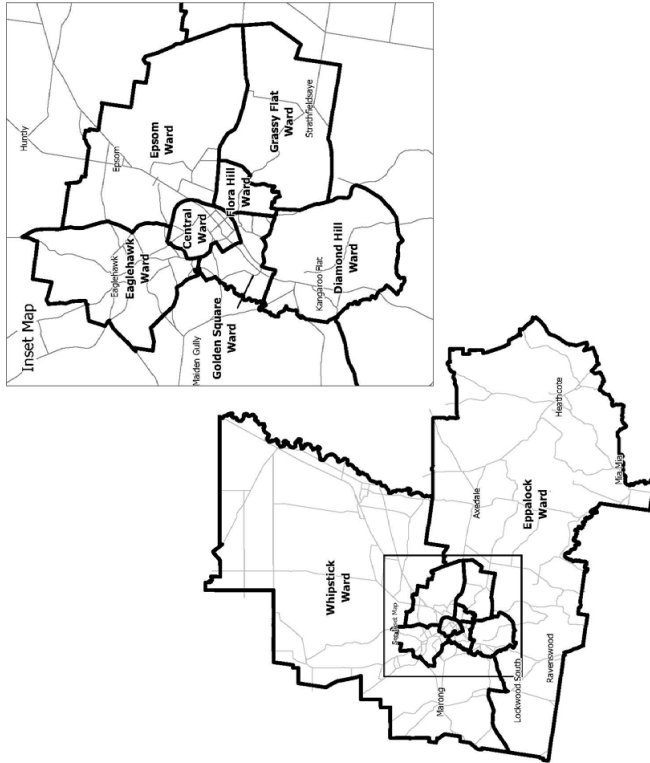 Inset Map
Huntly
Epsom
Epsom
Ward
Eaglehawk
Eaglehawk
Ward
Central
Ward
Flora Hill
Ward
Grassy Flat
Ward
Strathfieldsaye
Maiden Gully
Golden Square
Ward
Kangaroo Flat
Diamond Hill
Ward
Whipstick
Ward
Marong
Lockwood South
Ravenswood
Axedale
Eppalock
Ward
Heathcote
Mia Mia